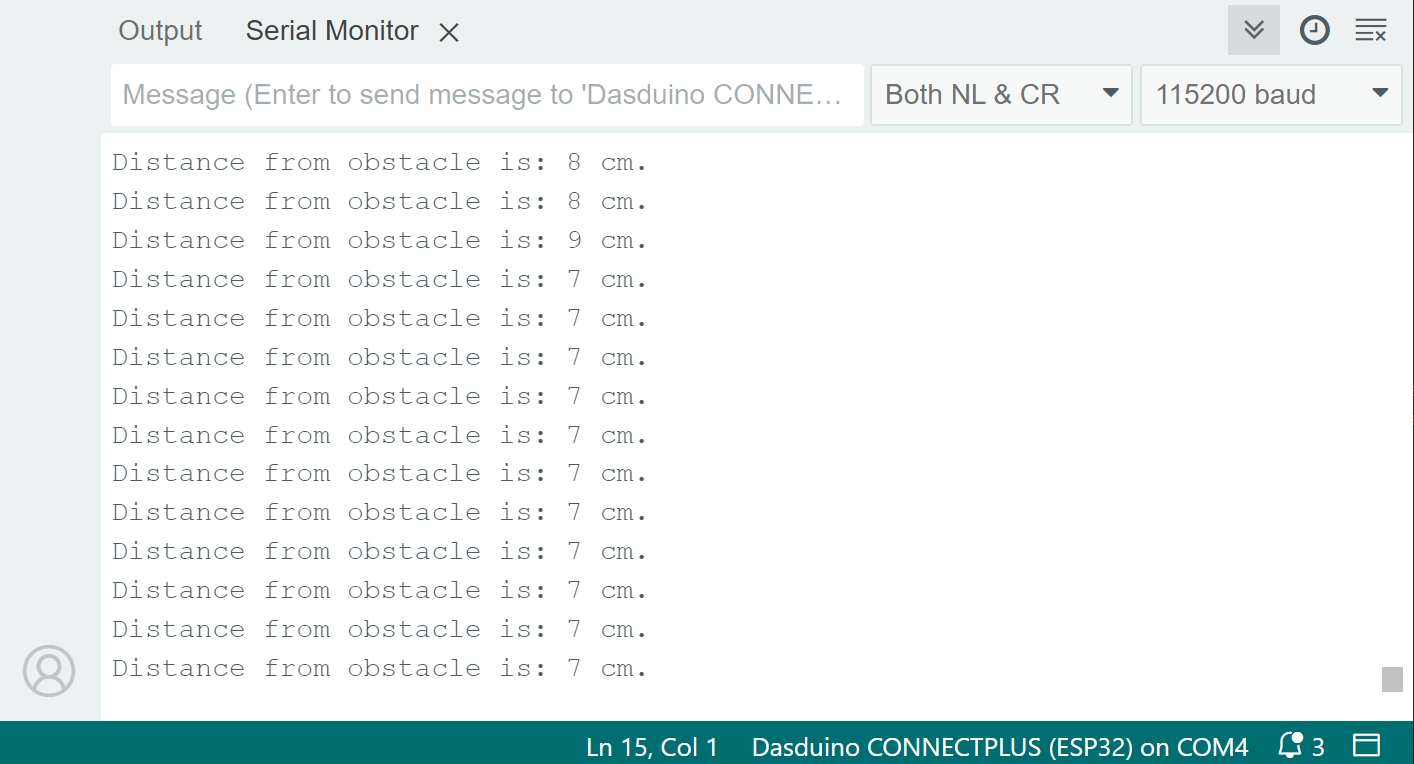 Output Serial Monitor
Message (Enter to send message to 'Dasduino CONNE... Both NL & CR 115200 baud
Distance from obstacle is: 8 cm.
Distance from obstacle is: 8 cm.
Distance from obstacle is: 9 cm.
Distance from obstacle is: 7 cm.
Distance from obstacle is: 7 cm.
Distance from obstacle is: 7 cm.
Distance from obstacle is: 7 cm.
Distance from obstacle is: 7 cm.
Distance from obstacle is: 7 cm.
Distance from obstacle is: 7 cm.
Distance from obstacle is: 7 cm.
Distance from obstacle is: 7 cm.
Distance from obstacle is: 7 cm.
Distance from obstacle is: 7 cm.
Ln 15, Col 1 Dasduino CONNECTPLUS (ESP32) on COM4 3